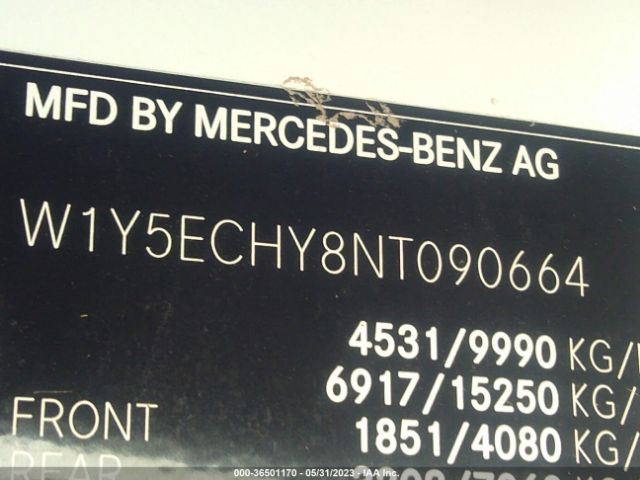 MFD BY MERCEDES-BENZ AG
W1Y5ECHY8NT090664
4531/9990 KG/
6917/15250 KG/
FRONT 1851/4080 KG/
REAR
000-36501170 - 05/31/2023 - IAA Inc.